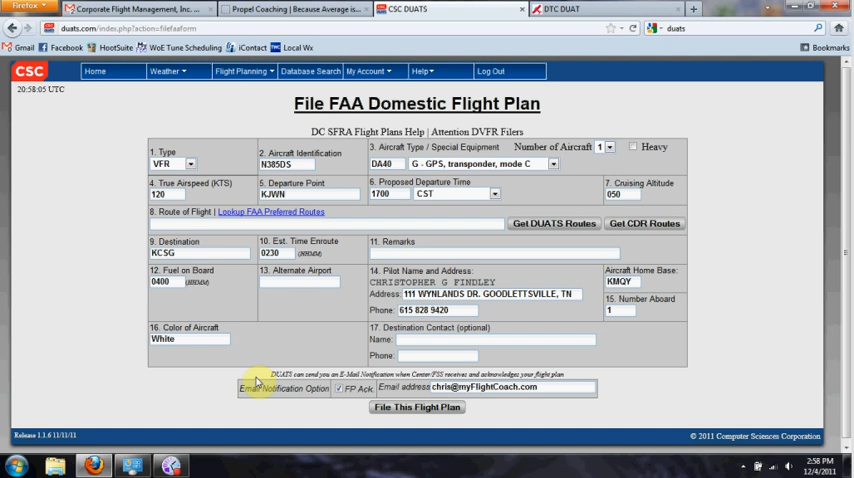 Firefox
Corporate Flight Management, Inc. ...
Propel Coaching | Because Average is...
CSC DUATS
DTC DUAT
duats.com/index.php?action=filefaaform
duats
Gmail
Facebook
HootSuite
WoE Tune Scheduling
iContact
Local Wx
Bookmarks
CSC
Home
Weather
Flight Planning
Database Search
My Account
Help
Log Out
20:58:05 UTC
File FAA Domestic Flight Plan
DC SFRA Flight Plans Help | Attention DVFR Filers
1. Type
VFR
2. Aircraft Identification
N385DS
3. Aircraft Type / Special Equipment
Number of Aircraft 1
Heavy
DA40
G - GPS, transponder, mode C
4. True Airspeed (KTS)
120
5. Departure Point
KJWN
6. Proposed Departure Time
1700
CST
7. Cruising Altitude
050
8. Route of Flight | Lookup FAA Preferred Routes
Get DUATS Routes
Get CDR Routes
9. Destination
KCSG
10. Est. Time Enroute
0230 (HHMM)
11. Remarks
12. Fuel on Board
0400 (HHMM)
13. Alternate Airport
14. Pilot Name and Address:
CHRISTOPHER G FINDLEY
Address: 111 WYNLANDS DR. GOODLETTSVILLE, TN
Phone: 615 828 9420
Aircraft Home Base:
KMQY
15. Number Aboard
1
16. Color of Aircraft
White
17. Destination Contact (optional)
Name:
Phone:
DUATS can send you an E-Mail Notification when Center/FSS receives and acknowledges your flight plan
Email Notification Option
FP Ack.
Email address chris@myFlightCoach.com
File This Flight Plan
Release 1.1.6 11/11/11
© 2011 Computer Sciences Corporation
2:58 PM
12/4/2011